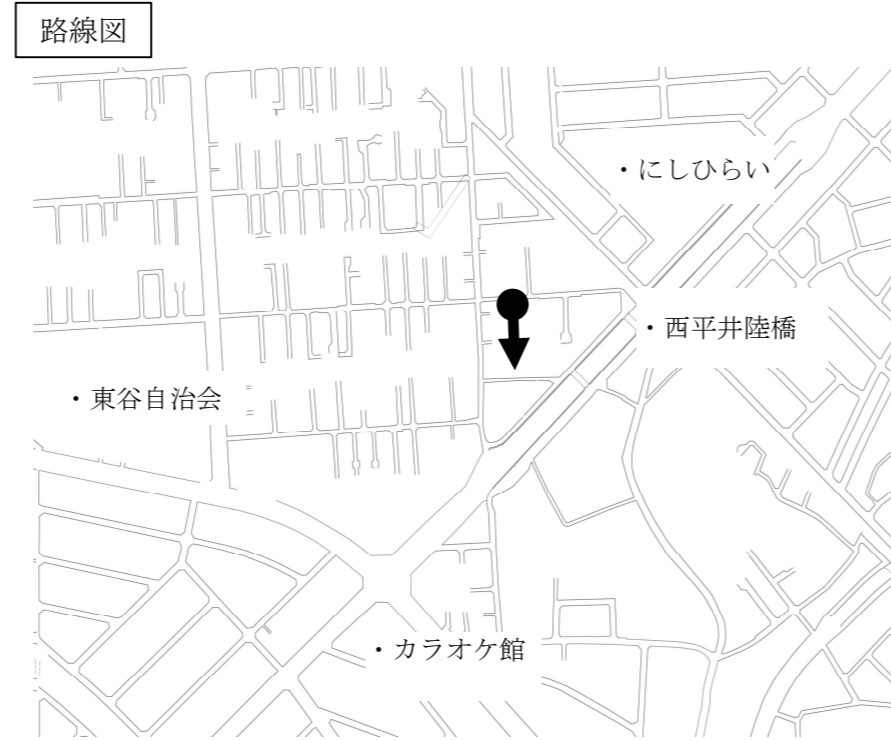 路線図
・にしひらい
・西平井陸橋
・東谷自治会
・カラオケ館